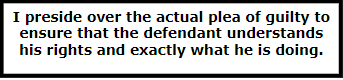 I preside over the actual plea of guilty to
ensure that the defendant understands
his rights and exactly what he is doing.